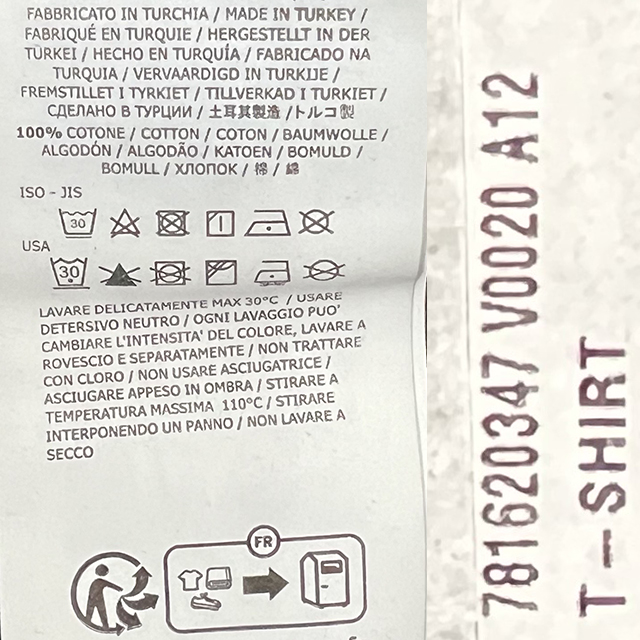 FABBRICATO IN TURCHIA / MADE IN TURKEY /
FABRIQUÉ EN TURQUIE / HERGESTELLT IN DER
TÜRKEI / HECHO EN TURQUÍA / FABRICADO NA
TURQUIA / VERVAARDIGD IN TURKIJE /
FREMSTILLET I TYRKIET / TILLVERKAD I TURKIET /
СДЕЛАНО В ТУРЦИИ / 土耳其製造 /トルコ製
100% COTONE / COTTON / COTON / BAUMWOLLE /
ALGODÓN / ALGODÃO / KATOEN / BOMULD /
BOMULL / ХЛОПОК / 棉 / 綿
ISO - JIS
30
USA
30
LAVARE DELICATAMENTE MAX 30°C / USARE
DETERSIVO NEUTRO / OGNI LAVAGGIO PUO'
CAMBIARE L'INTENSITA' DEL COLORE, LAVARE A
ROVESCIO E SEPARATAMENTE / NON TRATTARE
CON CLORO / NON USARE ASCIUGATRICE /
ASCIUGARE APPESO IN OMBRA / STIRARE A
TEMPERATURA MASSIMA 110°C / STIRARE
INTERPONENDO UN PANNO / NON LAVARE A
SECCO
FR
781620347 V0020 A12
T-SHIRT